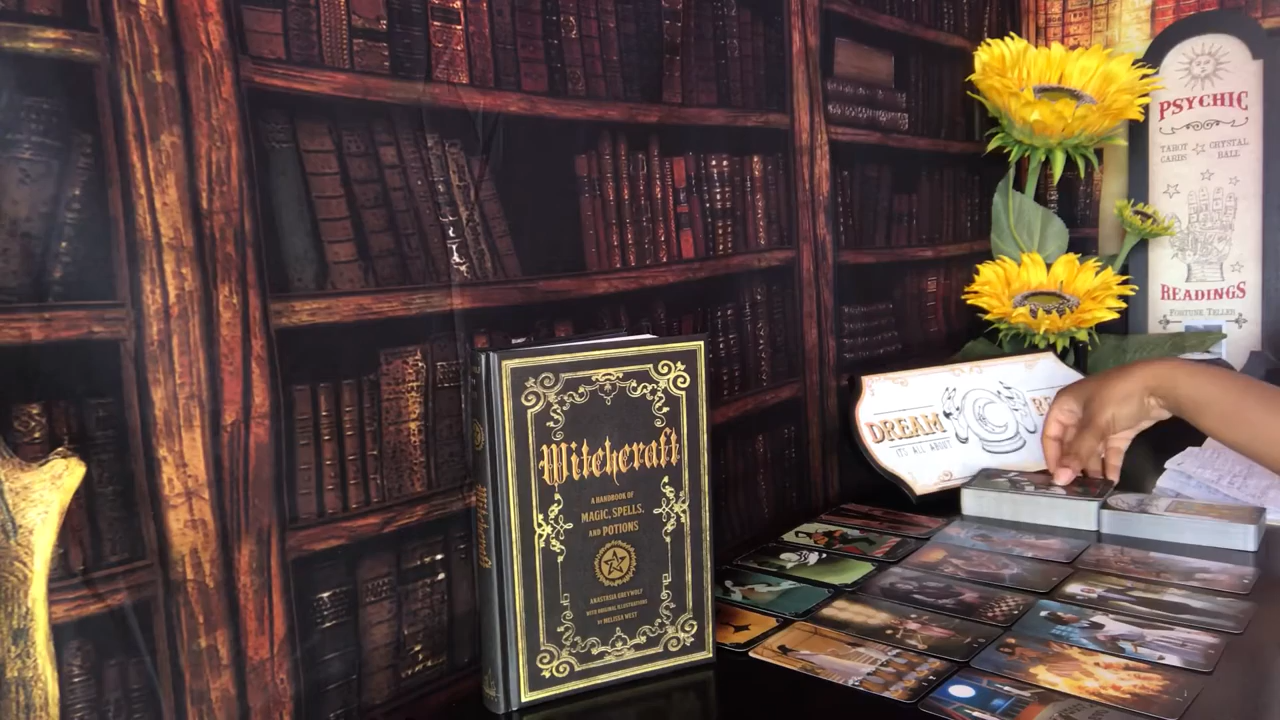 Witchcraft
A HANDBOOK OF
MAGIC, SPELLS,
AND POTIONS
ANASTASIA GREYWOLF
WITH ORIGINAL ILLUSTRATIONS
BY MELISSA WEST
PSYCHIC
TAROT CRYSTAL
CARDS BALL
READINGS
FORTUNE TELLER
DREAM RE
IT'S ALL ABOUT